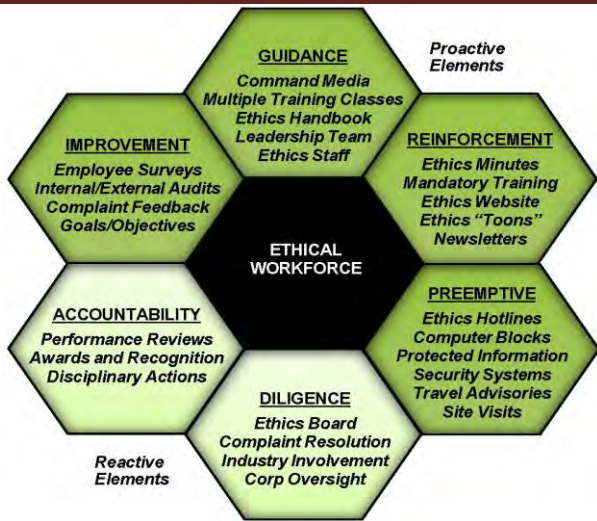 GUIDANCE
Command Media
Multiple Training Classes
Ethics Handbook
Leadership Team
Ethics Staff
Proactive
Elements
IMPROVEMENT
Employee Surveys
Internal/External Audits
Complaint Feedback
Goals/Objectives
REINFORCEMENT
Ethics Minutes
Mandatory Training
Ethics Website
Ethics “Toons”
Newsletters
ETHICAL
WORKFORCE
ACCOUNTABILITY
Performance Reviews
Awards and Recognition
Disciplinary Actions
PREEMPTIVE
Ethics Hotlines
Computer Blocks
Protected Information
Security Systems
Travel Advisories
Site Visits
DILIGENCE
Ethics Board
Complaint Resolution
Industry Involvement
Corp Oversight
Reactive
Elements